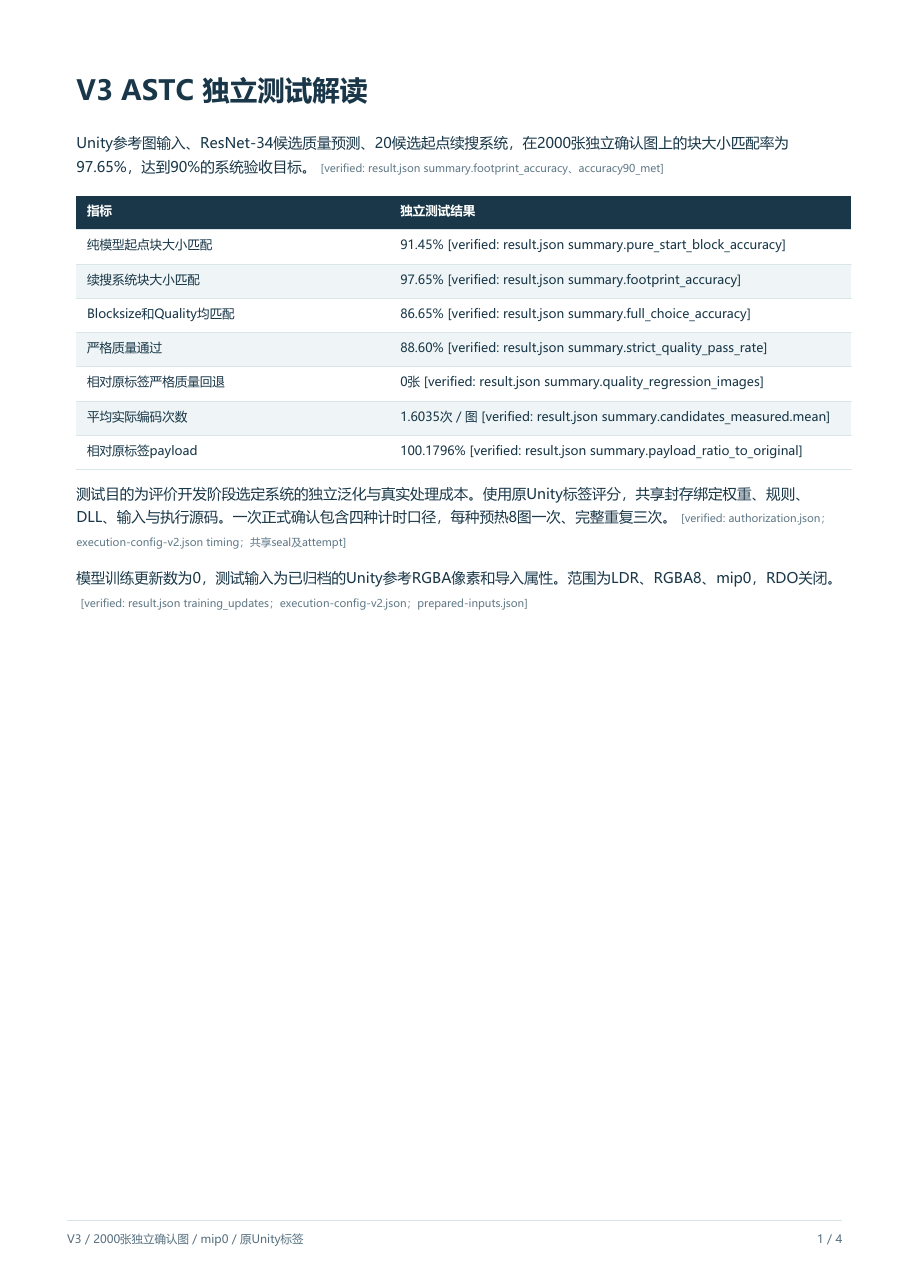 V3 ASTC 独立测试解读
Unity参考图输入、ResNet-34候选质量预测、20候选起点续搜系统，在2000张独立确认图上的块大小匹配率为
97.65%，达到90%的系统验收目标。 [verified: result.json summary.footprint_accuracy、accuracy90_met]
指标 独立测试结果
纯模型起点块大小匹配 91.45% [verified: result.json summary.pure_start_block_accuracy]
续搜系统块大小匹配 97.65% [verified: result.json summary.footprint_accuracy]
Blocksize和Quality均匹配 86.65% [verified: result.json summary.full_choice_accuracy]
严格质量通过 88.60% [verified: result.json summary.strict_quality_pass_rate]
相对原标签严格质量回退 0张 [verified: result.json summary.quality_regression_images]
平均实际编码次数 1.6035次 / 图 [verified: result.json summary.candidates_measured.mean]
相对原标签payload 100.1796% [verified: result.json summary.payload_ratio_to_original]
测试目的为评价开发阶段选定系统的独立泛化与真实处理成本。使用原Unity标签评分，共享封存绑定权重、规则、
DLL、输入与执行源码。一次正式确认包含四种计时口径，每种预热8图一次、完整重复三次。 [verified: authorization.json；
execution-config-v2.json timing；共享seal及attempt]
模型训练更新数为0，测试输入为已归档的Unity参考RGBA像素和导入属性。范围为LDR、RGBA8、mip0，RDO关闭。
[verified: result.json training_updates；execution-config-v2.json；prepared-inputs.json]
V3 / 2000张独立确认图 / mip0 / 原Unity标签 1 / 4